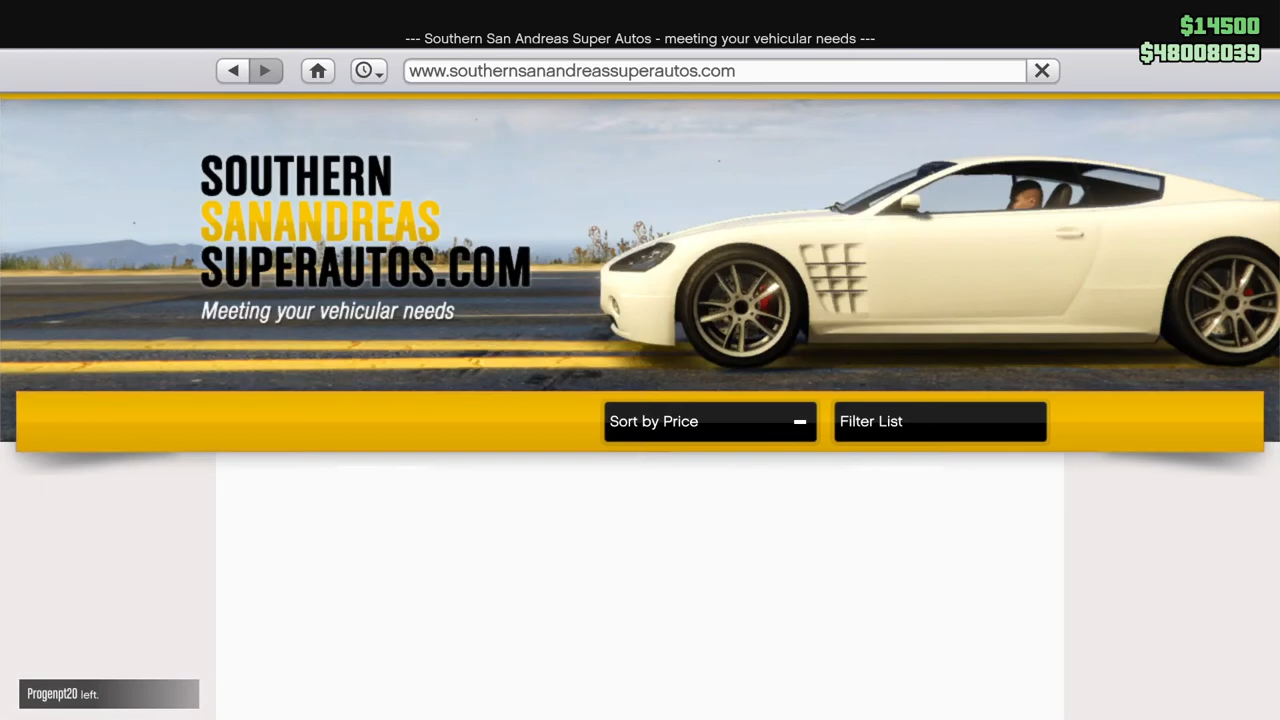 --- Southern San Andreas Super Autos - meeting your vehicular needs ---
$14500
$48008039
www.southernsanandreassuperautos.com
SOUTHERN
SANANDREAS
SUPERAUTOS.COM
Meeting your vehicular needs
Sort by Price
Filter List
Progenpt20 left.